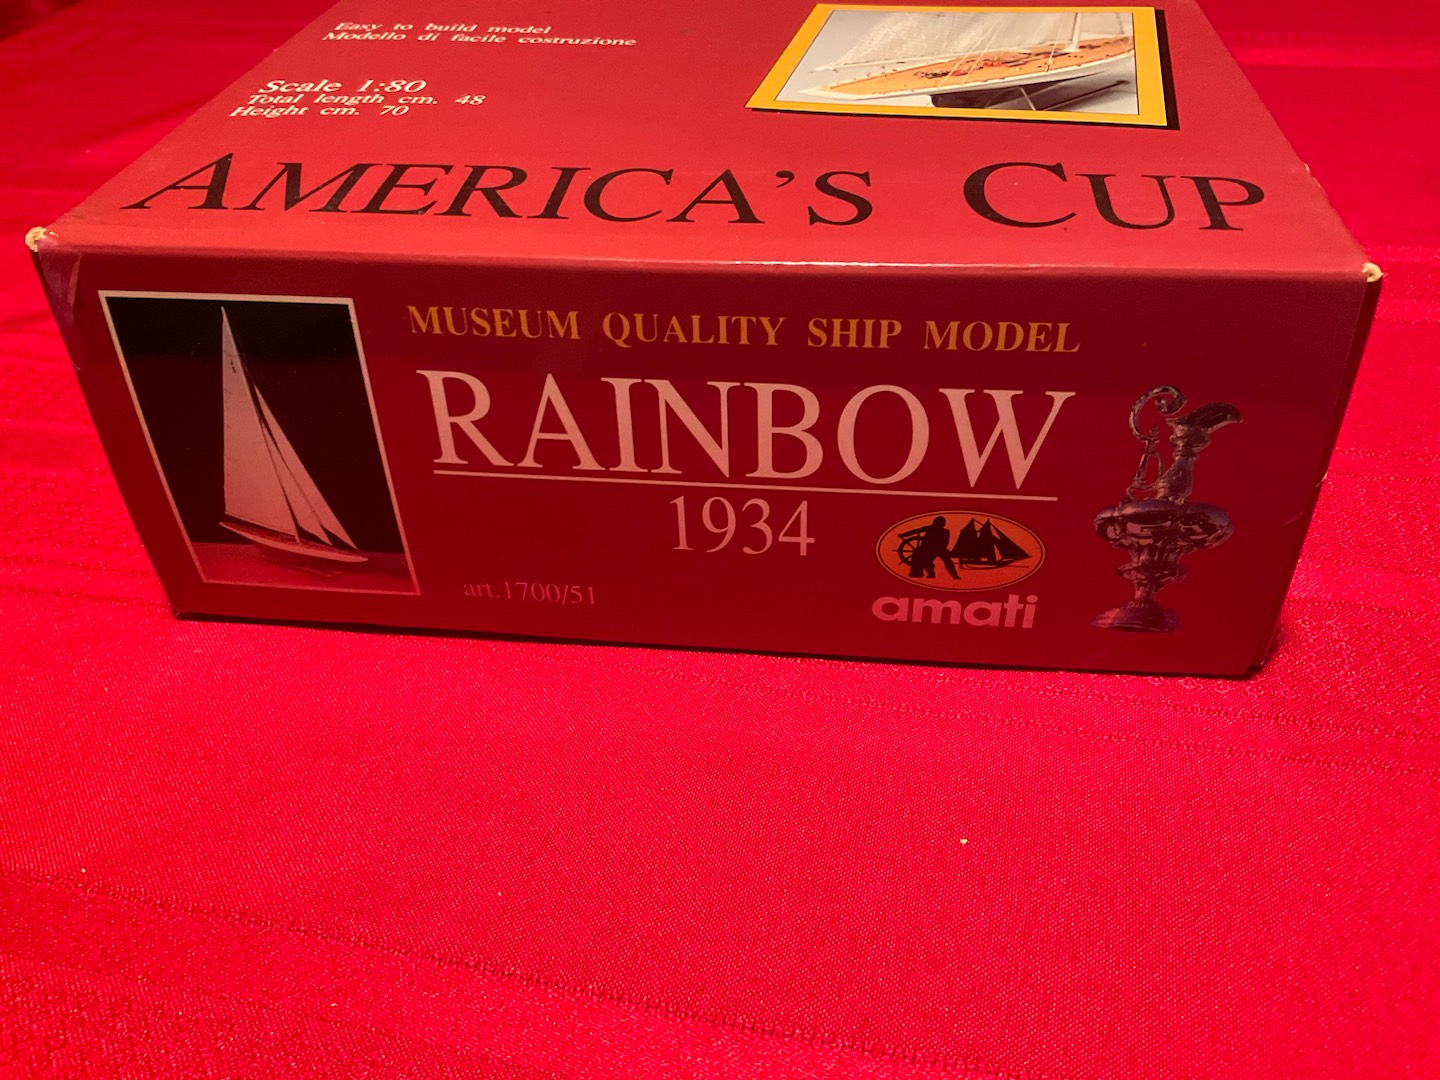 Easy to build model
Modello di facile costruzione
Scale 1:80
Total length cm. 48
Height cm. 70
AMERICA'S CUP
MUSEUM QUALITY SHIP MODEL
RAINBOW
1934
art.1700/51
amati